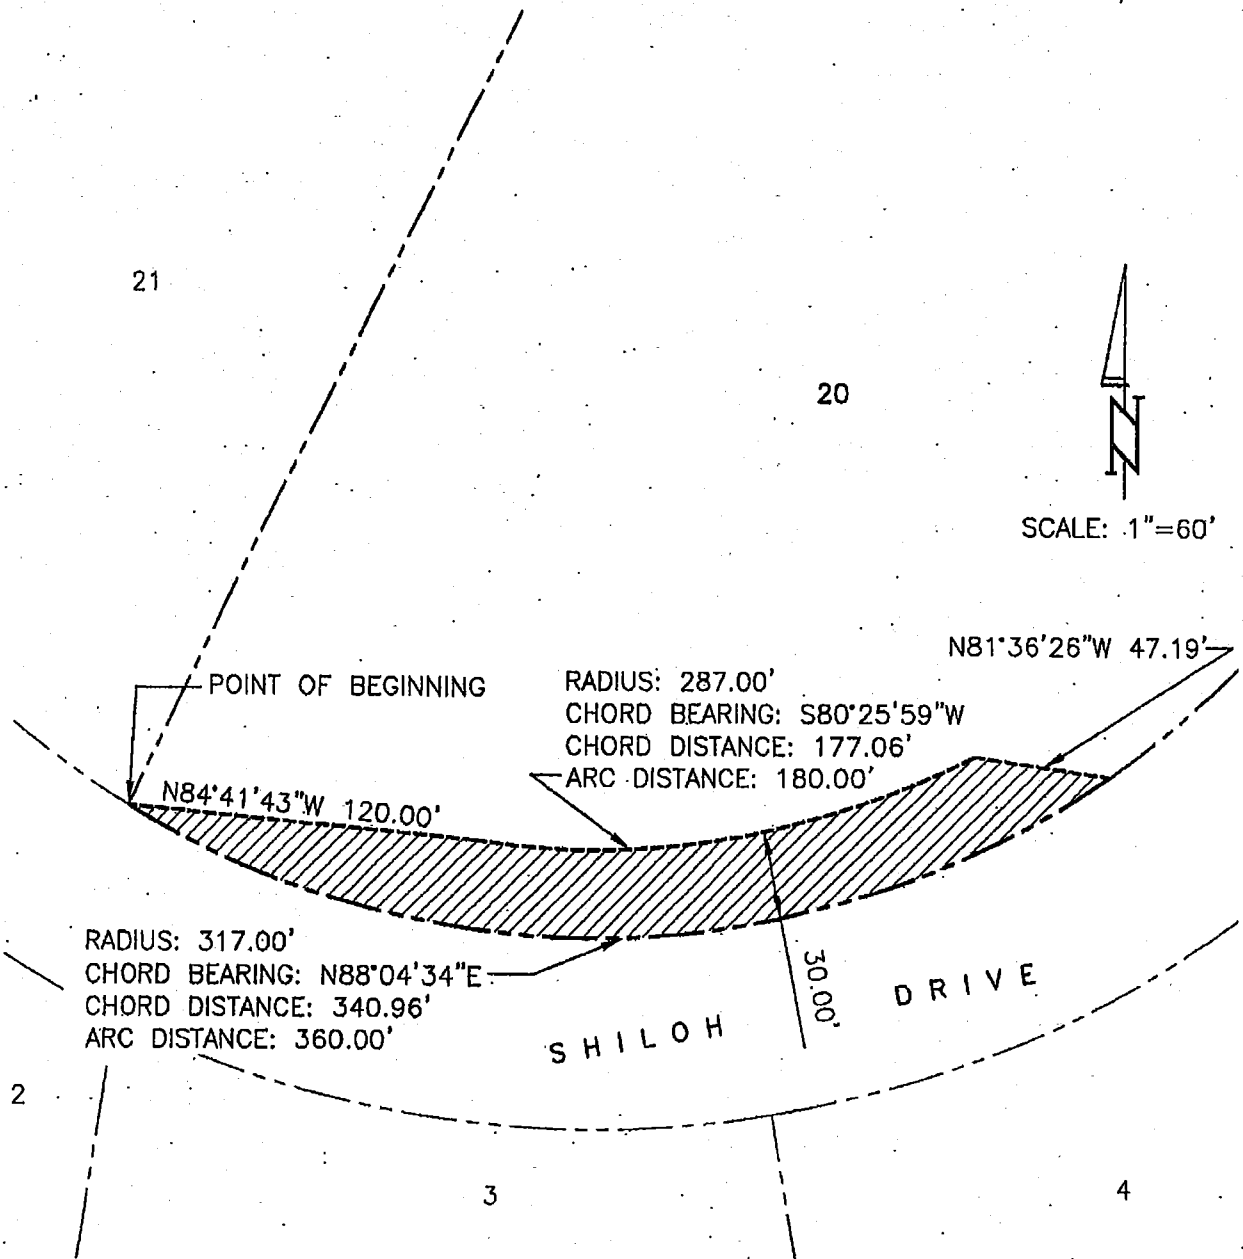 21
20
N
SCALE: 1"=60'
N81°36'26"W 47.19'
POINT OF BEGINNING
RADIUS: 287.00'
CHORD BEARING: S80°25'59"W
CHORD DISTANCE: 177.06'
ARC DISTANCE: 180.00'
N84°41'43"W 120.00'
RADIUS: 317.00'
CHORD BEARING: N88°04'34"E
CHORD DISTANCE: 340.96'
ARC DISTANCE: 360.00'
30.00'
SHILOH DRIVE
2
3
4